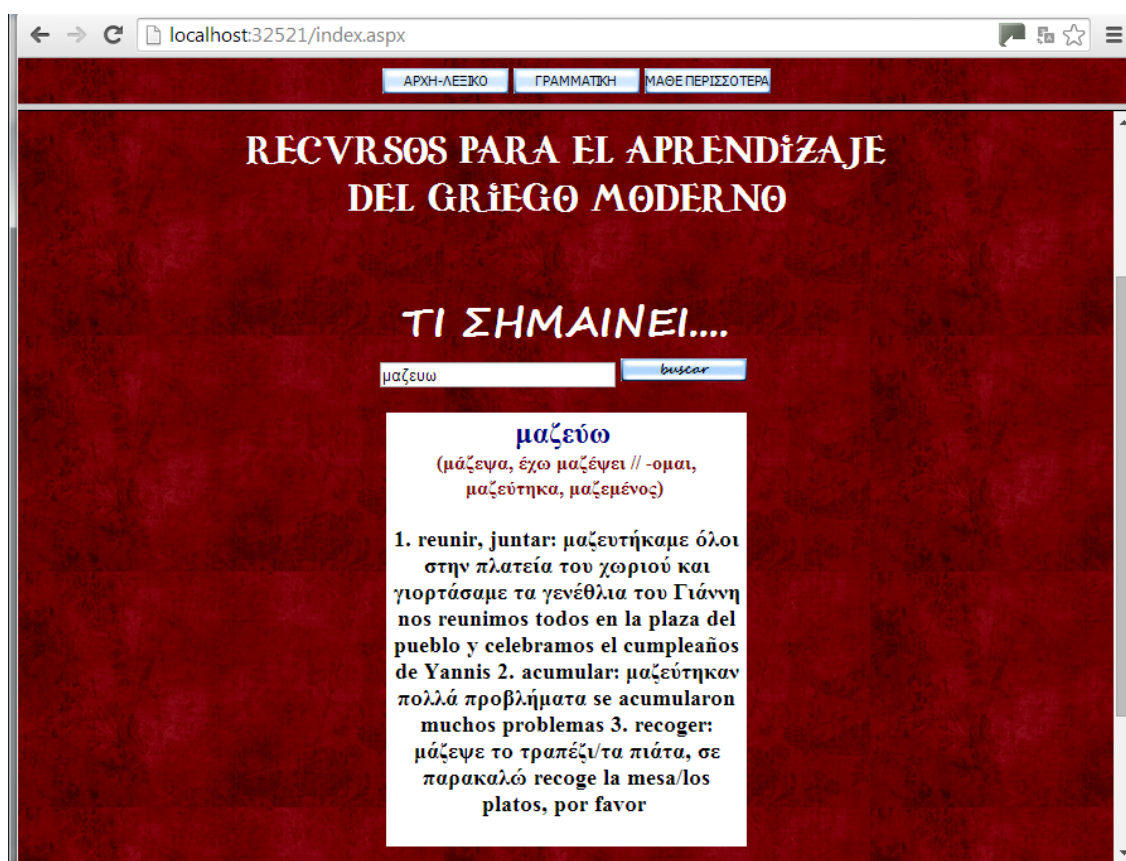 localhost:32521/index.aspx
ΑΡΧΗ-ΛΕΞΙΚΟ ΓΡΑΜΜΑΤΙΚΗ ΜΑΘΕ ΠΕΡΙΣΣΟΤΕΡΑ
RECVRSOS PARA EL APRENDiZAJE
DEL GRiEGO MODERNO
ΤΙ ΣΗΜΑΙΝΕΙ....
μαζευω buscar
μαζεύω
(μάζεψα, έχω μαζέψει // -ομαι,
μαζεύτηκα, μαζεμένος)
1. reunir, juntar: μαζευτήκαμε όλοι
στην πλατεία του χωριού και
γιορτάσαμε τα γενέθλια του Γιάννη
nos reunimos todos en la plaza del
pueblo y celebramos el cumpleaños
de Yannis 2. acumular: μαζεύτηκαν
πολλά προβλήματα se acumularon
muchos problemas 3. recoger:
μάζεψε το τραπέζι/τα πιάτα, σε
παρακαλώ recoge la mesa/los
platos, por favor